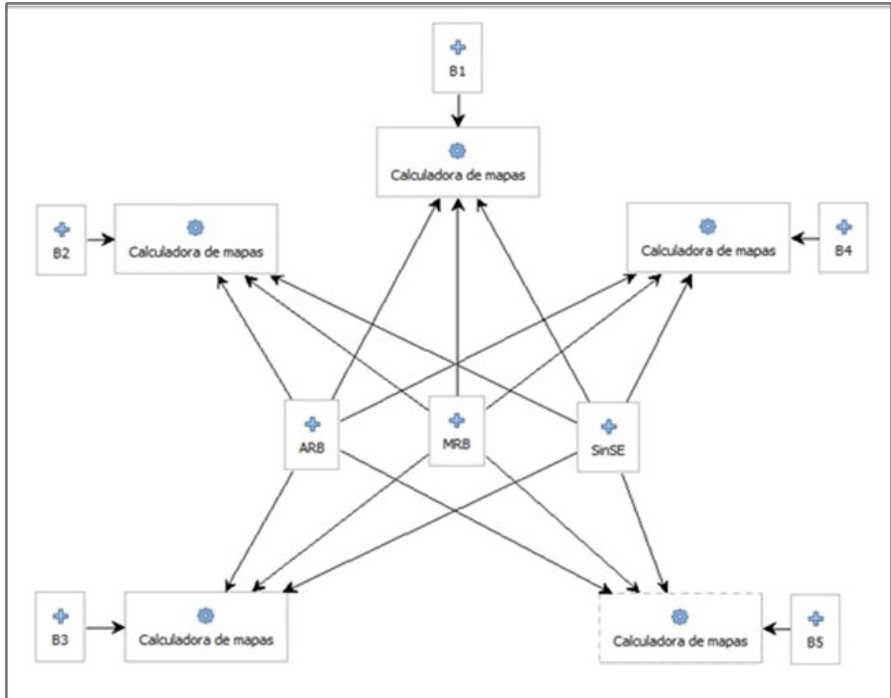 B1
Calculadora de mapas
B2
Calculadora de mapas
Calculadora de mapas
B4
ARB
MRB
SinSE
B3
Calculadora de mapas
Calculadora de mapas
B5